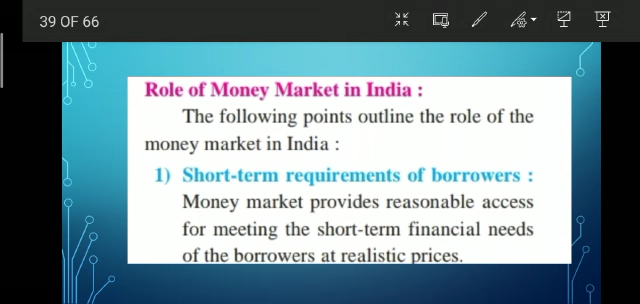 39 OF 66
Role of Money Market in India :
The following points outline the role of the
money market in India :
1) Short-term requirements of borrowers :
Money market provides reasonable access
for meeting the short-term financial needs
of the borrowers at realistic prices.